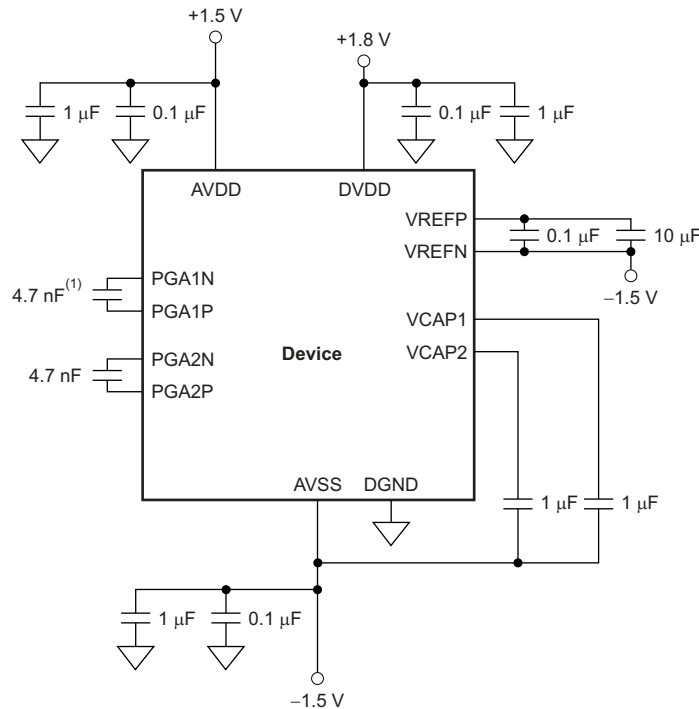 +1.5 V
+1.8 V
1 μF
0.1 μF
0.1 μF
1 μF
AVDD
DVDD
VREFP
VREFN
0.1 μF
10 μF
−1.5 V
PGA1N
4.7 nF(1)
PGA1P
VCAP1
Device
VCAP2
PGA2N
4.7 nF
PGA2P
AVSS
DGND
1 μF
1 μF
1 μF
0.1 μF
−1.5 V